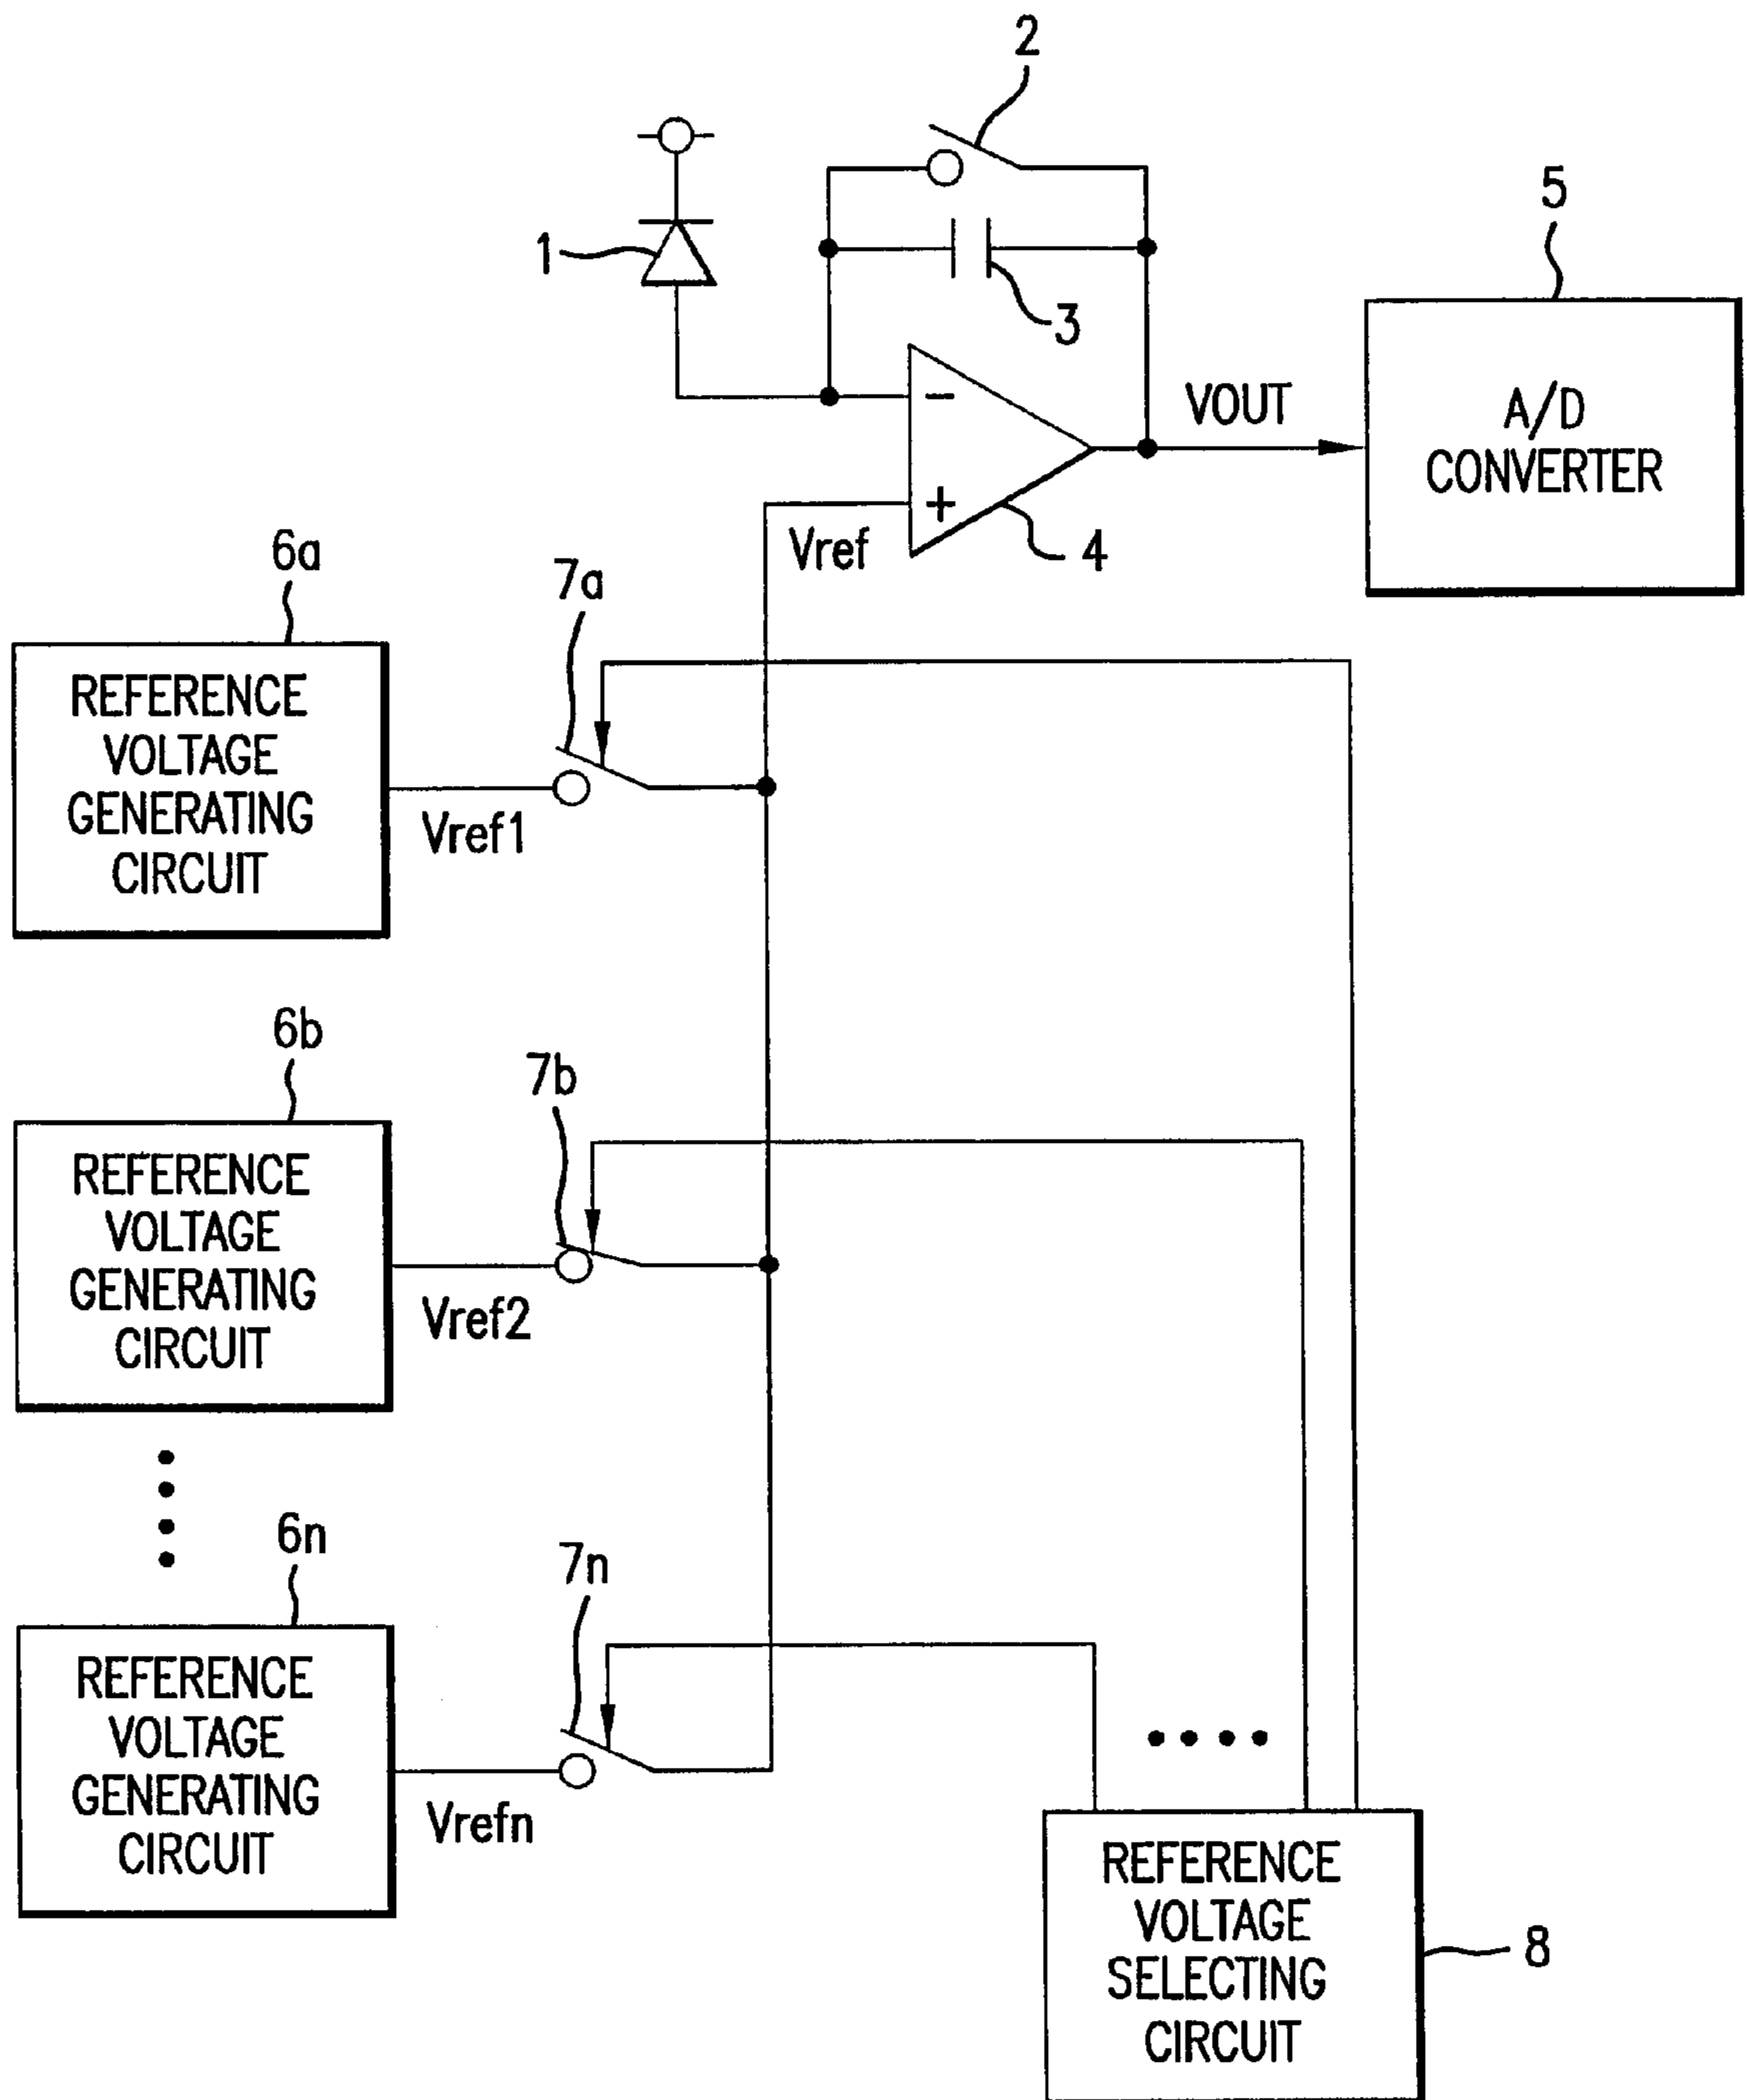 2
1
3
5
−
VOUT
A/D
CONVERTER
+
Vref
4
6a
7a
REFERENCE
VOLTAGE
GENERATING
CIRCUIT
Vref1
6b
7b
REFERENCE
VOLTAGE
GENERATING
CIRCUIT
Vref2
6n
7n
REFERENCE
VOLTAGE
GENERATING
CIRCUIT
Vrefn
REFERENCE
VOLTAGE
SELECTING
CIRCUIT
8